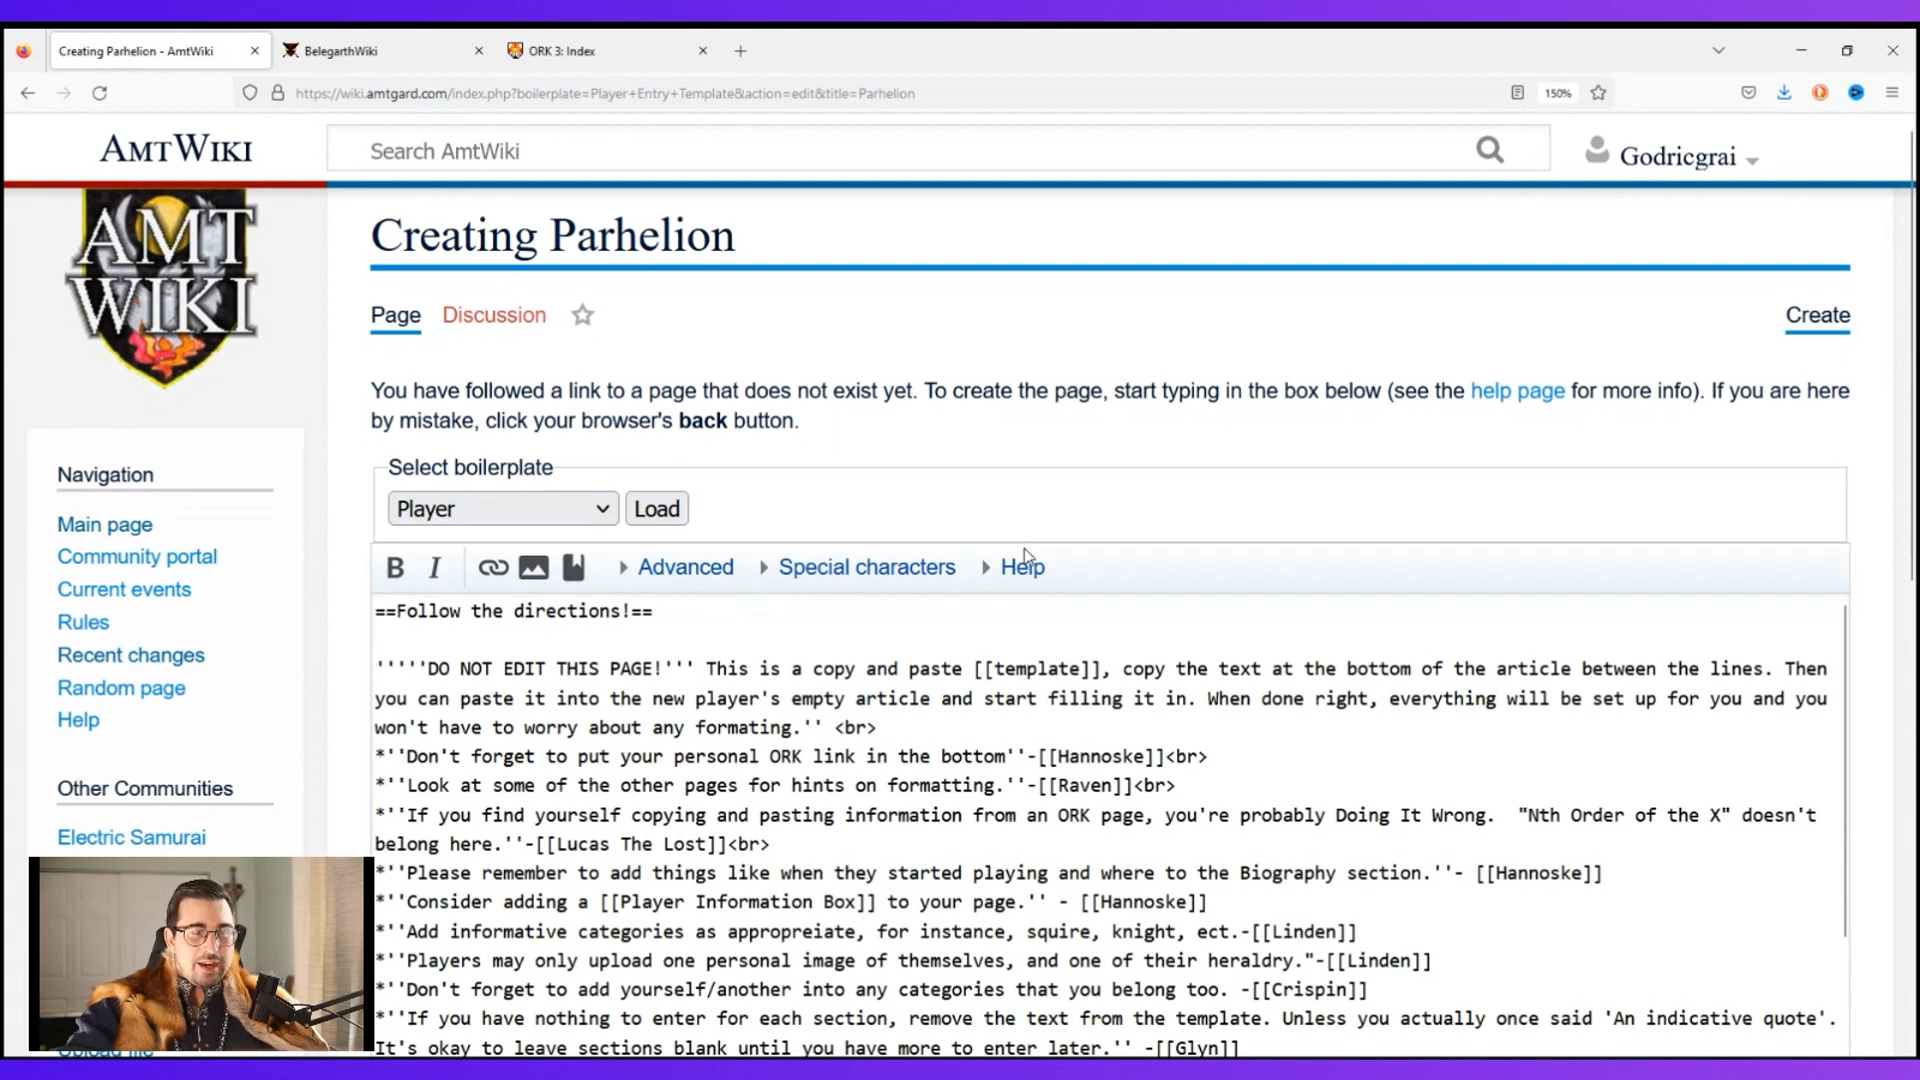 Creating Parhelion - AmtWiki
BelegarthWiki
ORK 3: Index
https://wiki.amtgard.com/index.php?boilerplate=Player+Entry+Template&action=edit&title=Parhelion
150%
AMTWIKI
Search AmtWiki
Godricgrai
AMT
WIKI
Creating Parhelion
Page
Discussion
Create
You have followed a link to a page that does not exist yet. To create the page, start typing in the box below (see the help page for more info). If you are here
by mistake, click your browser's back button.
Select boilerplate
Player
Load
B I
Advanced
Special characters
Help
==Follow the directions!==
'''''DO NOT EDIT THIS PAGE!''' This is a copy and paste [[template]], copy the text at the bottom of the article between the lines. Then
you can paste it into the new player's empty article and start filling it in. When done right, everything will be set up for you and you
won't have to worry about any formating.'' <br>
*''Don't forget to put your personal ORK link in the bottom''-[[Hannoske]]<br>
*''Look at some of the other pages for hints on formatting.''-[[Raven]]<br>
*''If you find yourself copying and pasting information from an ORK page, you're probably Doing It Wrong.  "Nth Order of the X" doesn't
belong here.''-[[Lucas The Lost]]<br>
*''Please remember to add things like when they started playing and where to the Biography section.''- [[Hannoske]]
*''Consider adding a [[Player Information Box]] to your page.'' - [[Hannoske]]
*''Add informative categories as appropreiate, for instance, squire, knight, ect.-[[Linden]]
*''Players may only upload one personal image of themselves, and one of their heraldry."-[[Linden]]
*''Don't forget to add yourself/another into any categories that you belong too. -[[Crispin]]
*''If you have nothing to enter for each section, remove the text from the template. Unless you actually once said 'An indicative quote'.
It's okay to leave sections blank until you have more to enter later.'' -[[Glyn]]
Navigation
Main page
Community portal
Current events
Rules
Recent changes
Random page
Help
Other Communities
Electric Samurai
Upload file